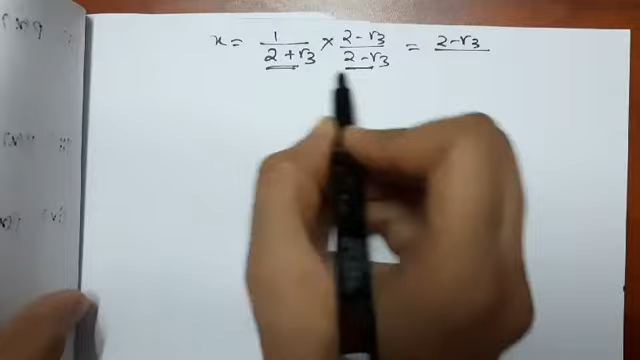 x = 1/(2 + √3) × (2 - √3)/(2 - √3) = 2 - √3